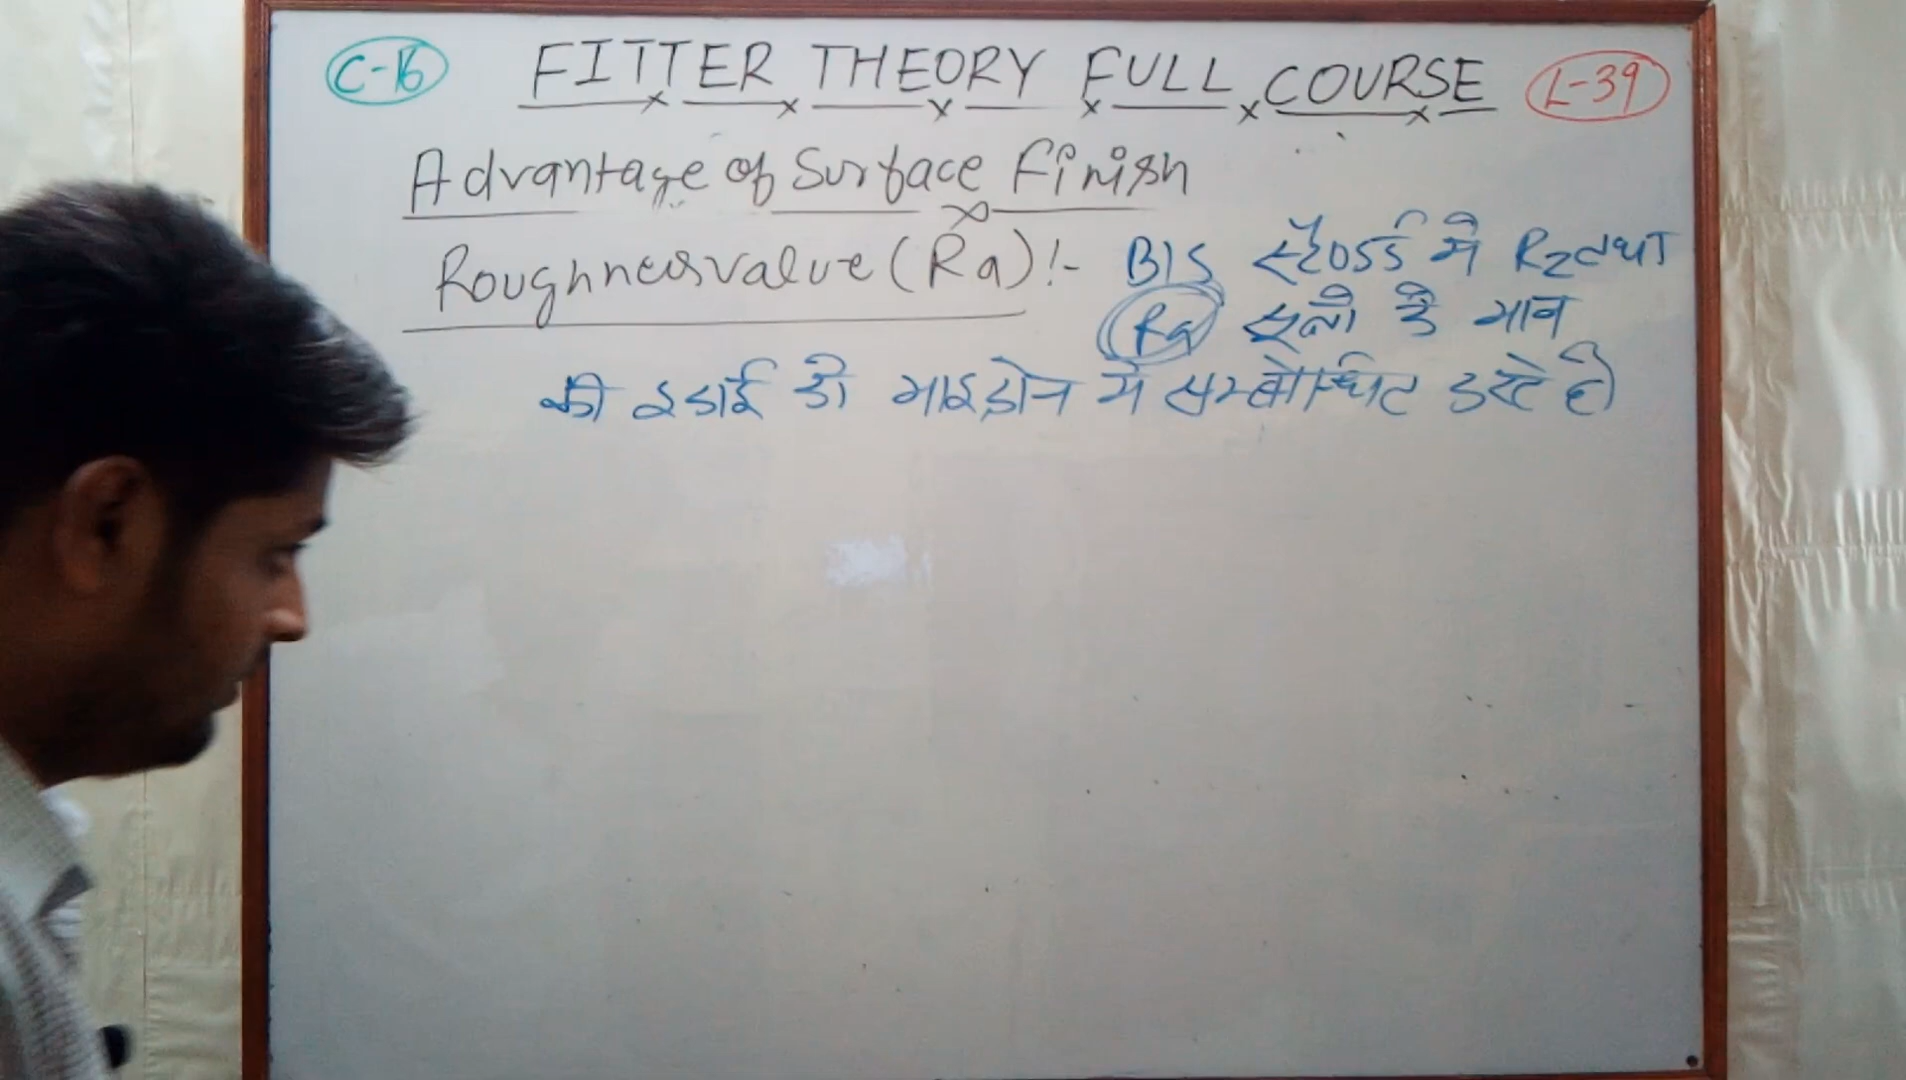 C-16 FITTER THEORY FULL COURSE L-39
Advantage of Surface Finish
Roughness value (Ra) :- BIS स्टैण्डर्ड में Rz तथा
Ra के मान
की इकाई को माइक्रोन में सम्बोधित करते है